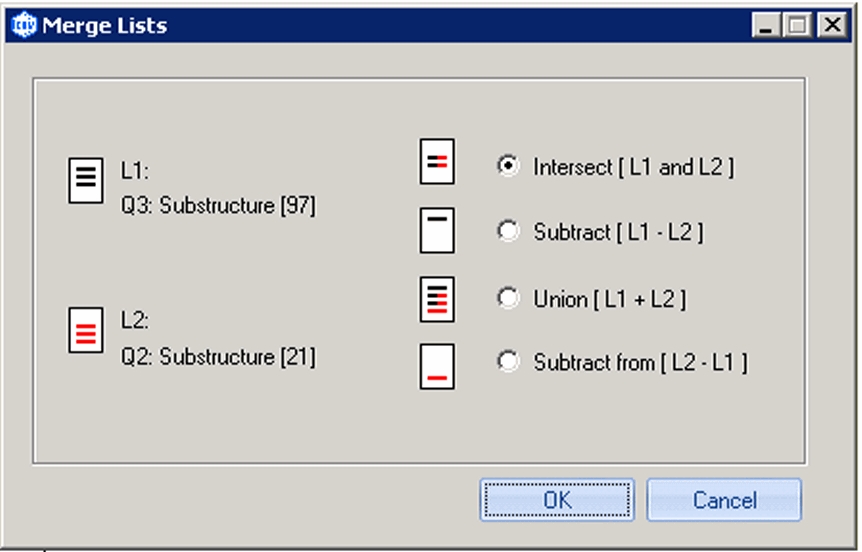 Merge Lists
L1:
Q3: Substructure [97]
L2:
Q2: Substructure [21]
Intersect [ L1 and L2 ]
Subtract [ L1 - L2 ]
Union [ L1 + L2 ]
Subtract from [ L2 - L1 ]
OK
Cancel